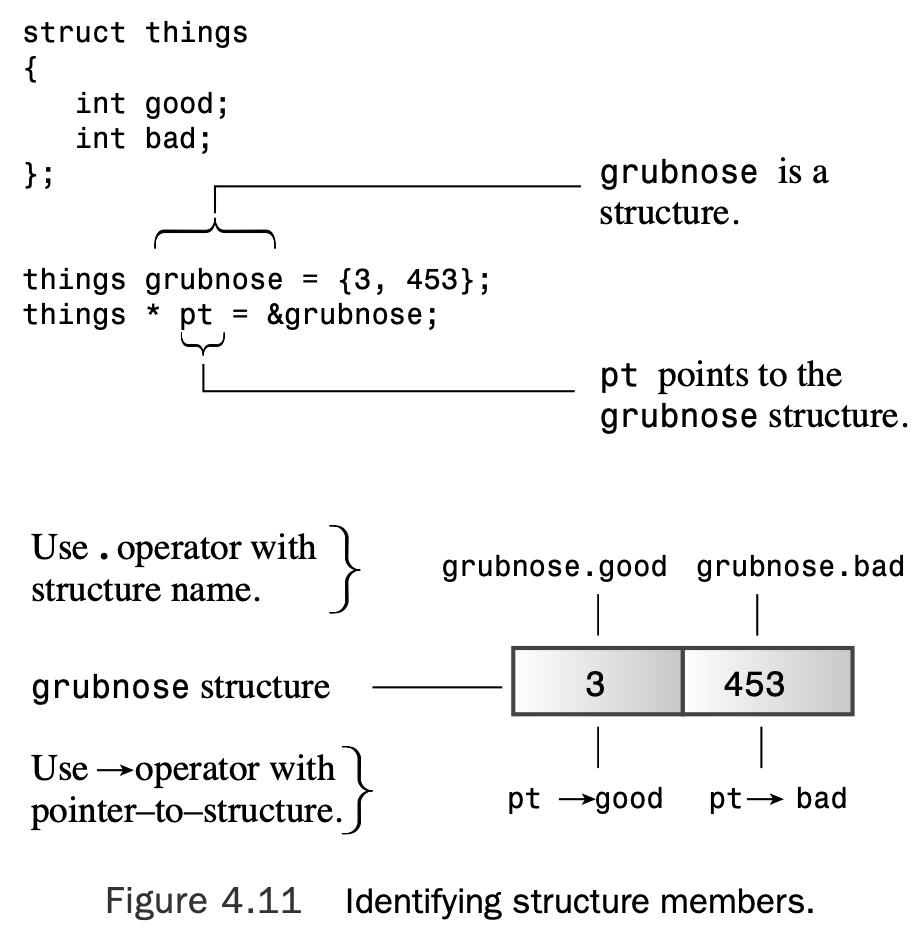 struct things
{
   int good;
   int bad;
};
grubnose is a
structure.
things grubnose = {3, 453};
things * pt = &grubnose;
pt points to the
grubnose structure.
Use . operator with
structure name.
grubnose.good grubnose.bad
grubnose structure
3 453
Use →operator with
pointer–to–structure.
pt →good pt→ bad
Figure 4.11 Identifying structure members.